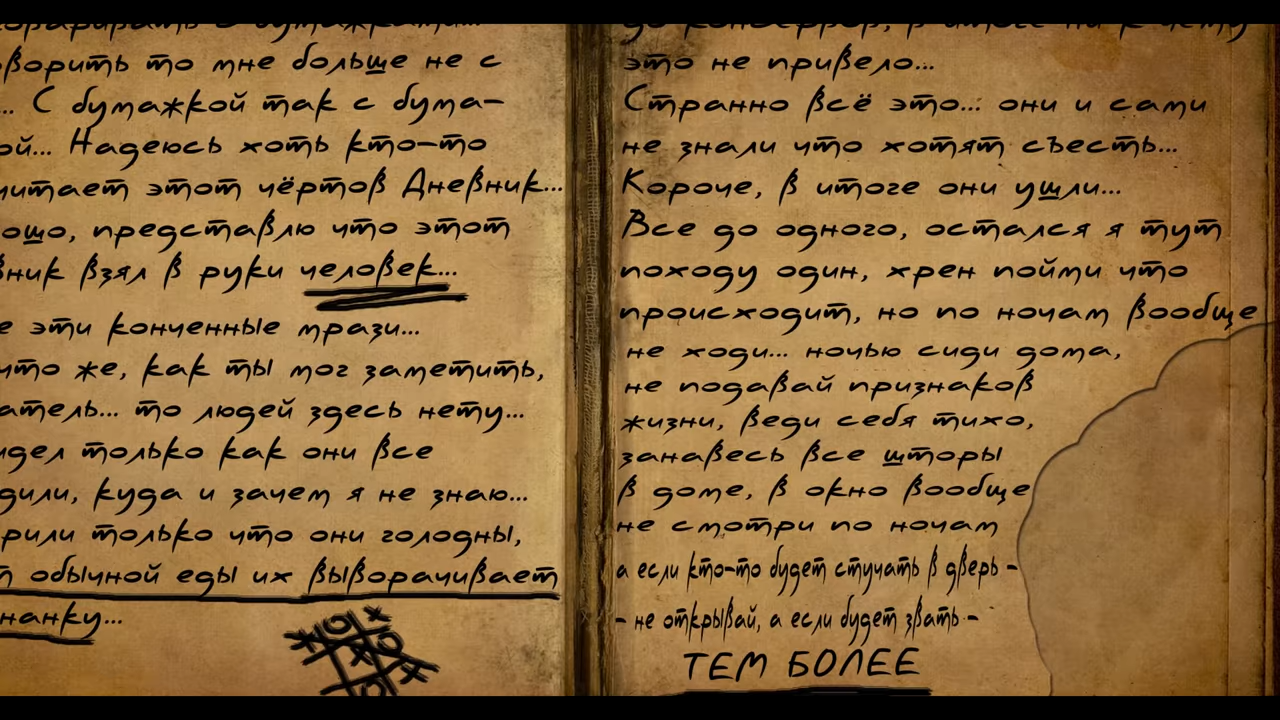 с
ворить то мне больше не с
... С бумажкой так с бума-
ой... Надеюсь хоть кто-то
читает этот чёртов Дневник...
ошо, представлю что этот
вник взял в руки человек...
е эти конченные мрази...
что же, как ты мог заметить,
атель... то людей здесь нету...
идел только как они все
дили, куда и зачем я не знаю...
рили только что они голодны,
т обычной еды их выворачивает
нанку...
это не привело...
Странно всё это... они и сами
не знали что хотят съесть...
Короче, в итоге они ушли...
Все до одного, остался я тут
походу один, хрен пойми что
происходит, но по ночам вообще
не ходи... ночью сиди дома,
не подавай признаков
жизни, веди себя тихо,
занавесь все шторы
в доме, в окно вообще
не смотри по ночам
а если кто-то будет стучать в дверь -
- не открывай, а если будет звать -
ТЕМ БОЛЕЕ